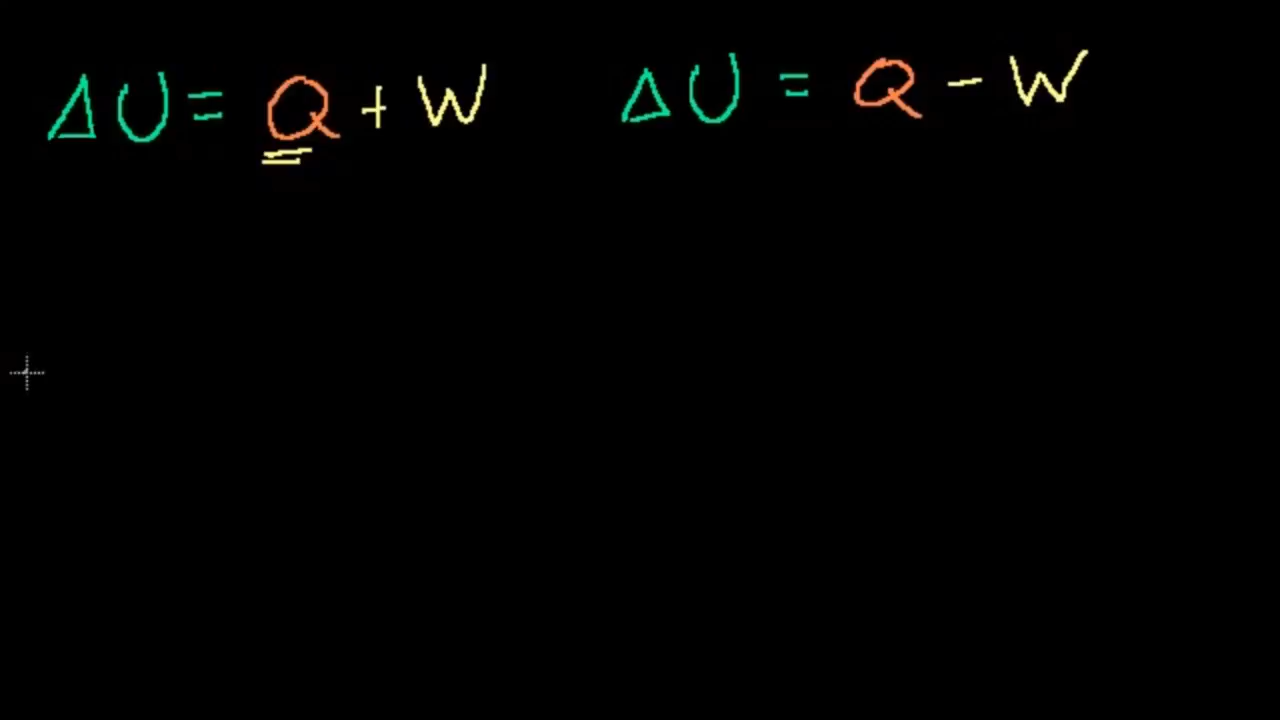 ΔU = Q + W
ΔU = Q - W